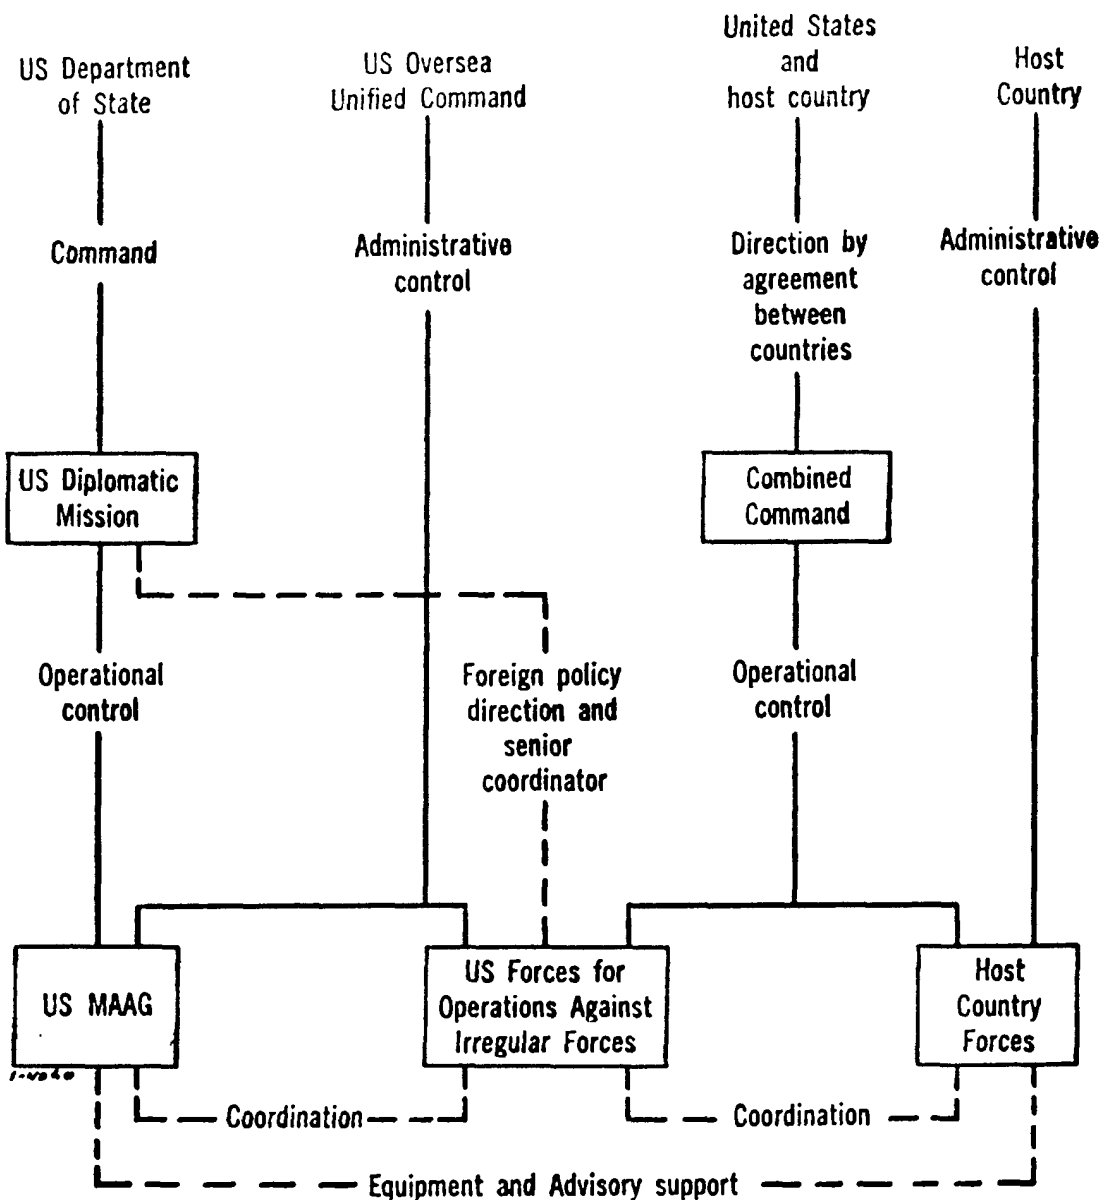 US Department
of State
US Oversea
Unified Command
United States
and
host country
Host
Country
Command
Administrative
control
Direction by
agreement
between
countries
Administrative
control
US Diplomatic
Mission
Combined
Command
Operational
control
Foreign policy
direction and
senior
coordinator
Operational
control
US MAAG
US Forces for
Operations Against
Irregular Forces
Host
Country
Forces
Coordination
Coordination
Equipment and Advisory support